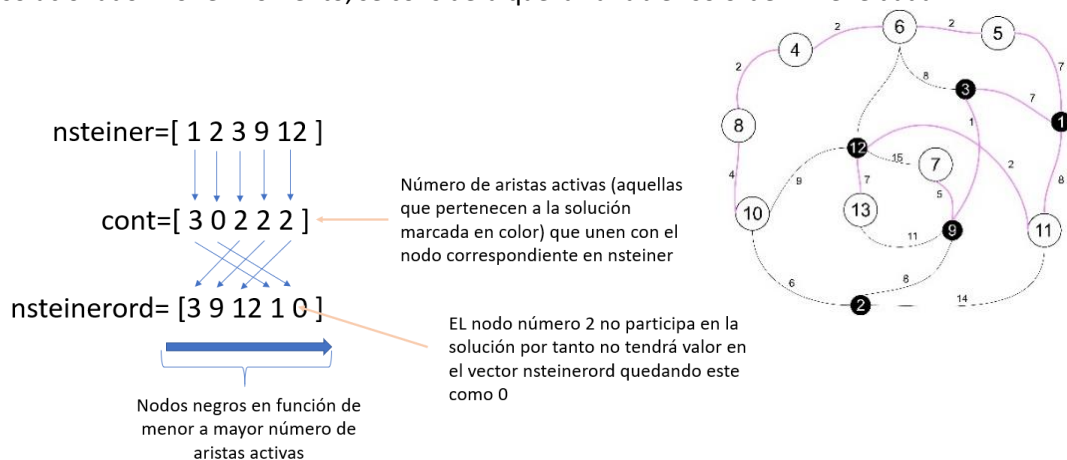 nsteiner=[ 1 2 3 9 12 ]
cont=[ 3 0 2 2 2 ]
nsteinerord= [3 9 12 1 0 ]
Nodos negros en función de
menor a mayor número de
aristas activas
Número de aristas activas (aquellas
que pertenecen a la solución
marcada en color) que unen con el
nodo correspondiente en nsteiner
EL nodo número 2 no participa en la
solución por tanto no tendrá valor en
el vector nsteinerord quedando este
como 0
2
6
2
5
4
2
8
3
7
7
1
1
8
12
15
7
2
8
4
9
7
5
10
13
11
9
11
6
6
14
2